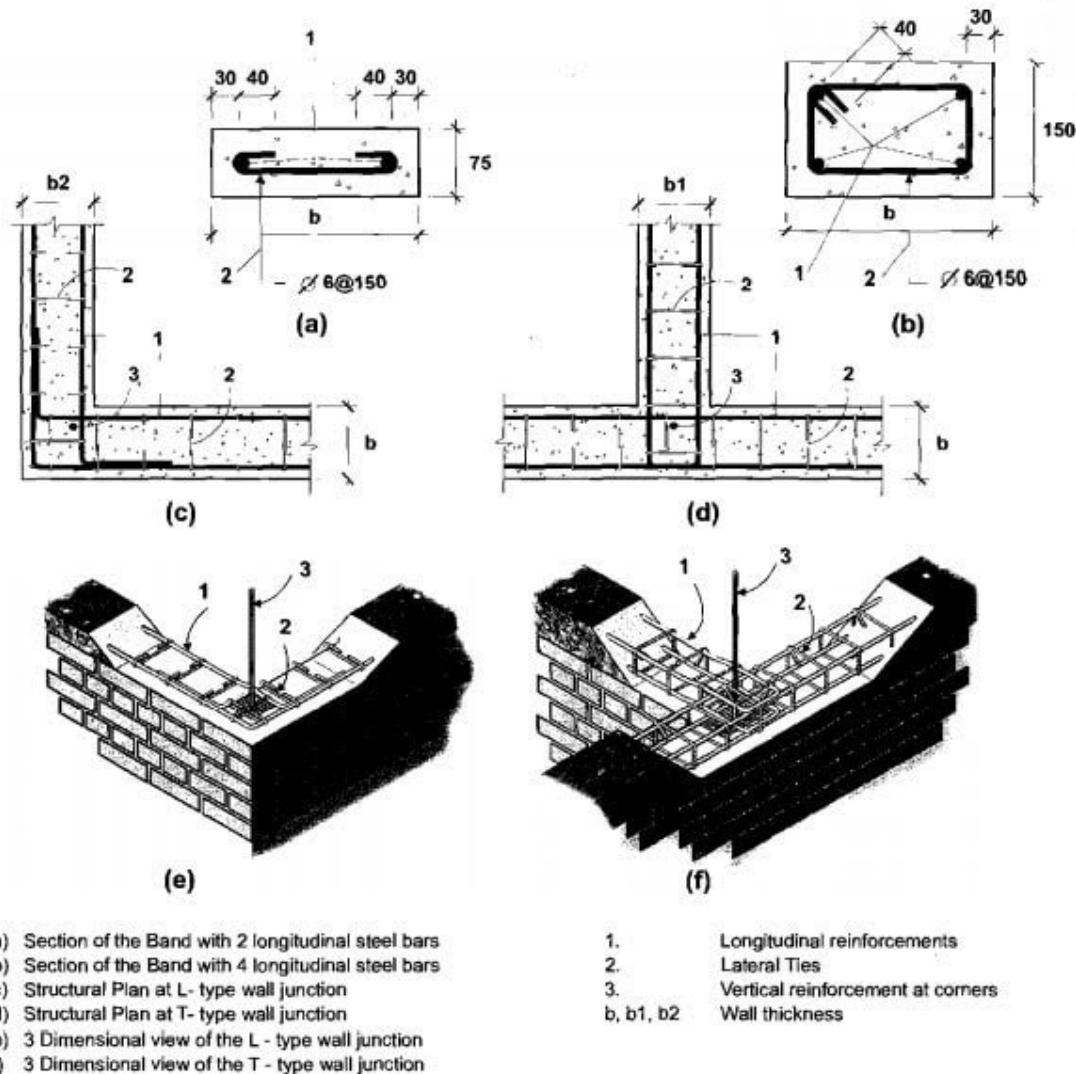 1
30 40 40 30
75
b
2
Ø 6@150
(a)
40 30
150
b
1 2
Ø 6@150
(b)
b2
2
1
3 2
b
(c)
b1
2
1
3 2
b
(d)
1
3
2
(e)
1
3
2
(f)
) Section of the Band with 2 longitudinal steel bars
) Section of the Band with 4 longitudinal steel bars
) Structural Plan at L- type wall junction
) Structural Plan at T- type wall junction
) 3 Dimensional view of the L - type wall junction
) 3 Dimensional view of the T - type wall junction
1. Longitudinal reinforcements
2. Lateral Ties
3. Vertical reinforcement at corners
b, b1, b2 Wall thickness